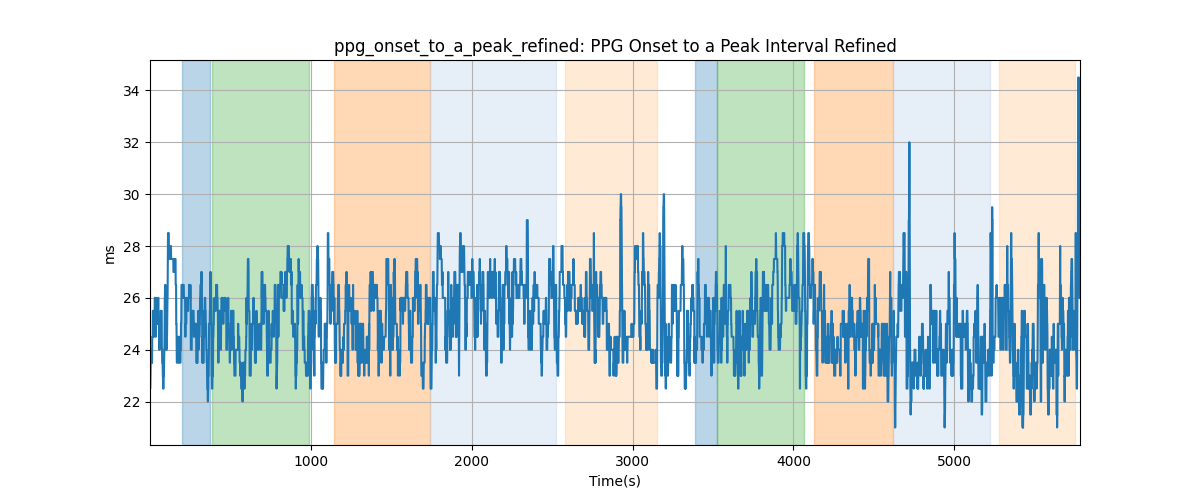 ppg_onset_to_a_peak_refined: PPG Onset to a Peak Interval Refined
34
32
30
28
26
24
22
ms
1000 2000 3000 4000 5000
Time(s)